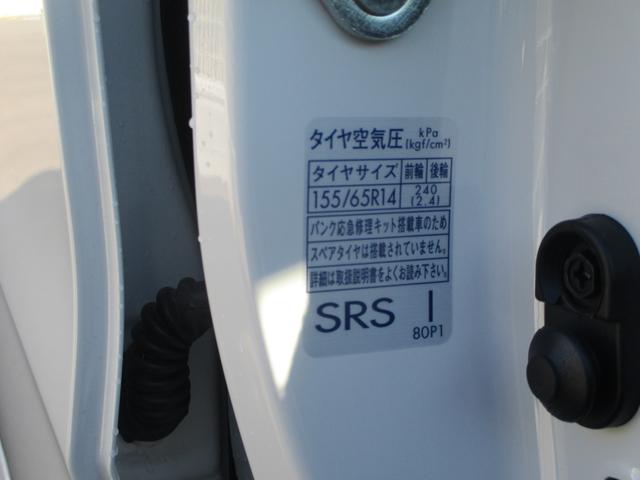 タイヤ空気圧 kPa (kgf/cm²)
タイヤサイズ 前輪 後輪
155/65R14 240 (2.4)
パンク応急修理キット搭載車のため
スペアタイヤは搭載されていません。
詳細は取扱説明書をよくお読み下さい。
SRS I
80P1